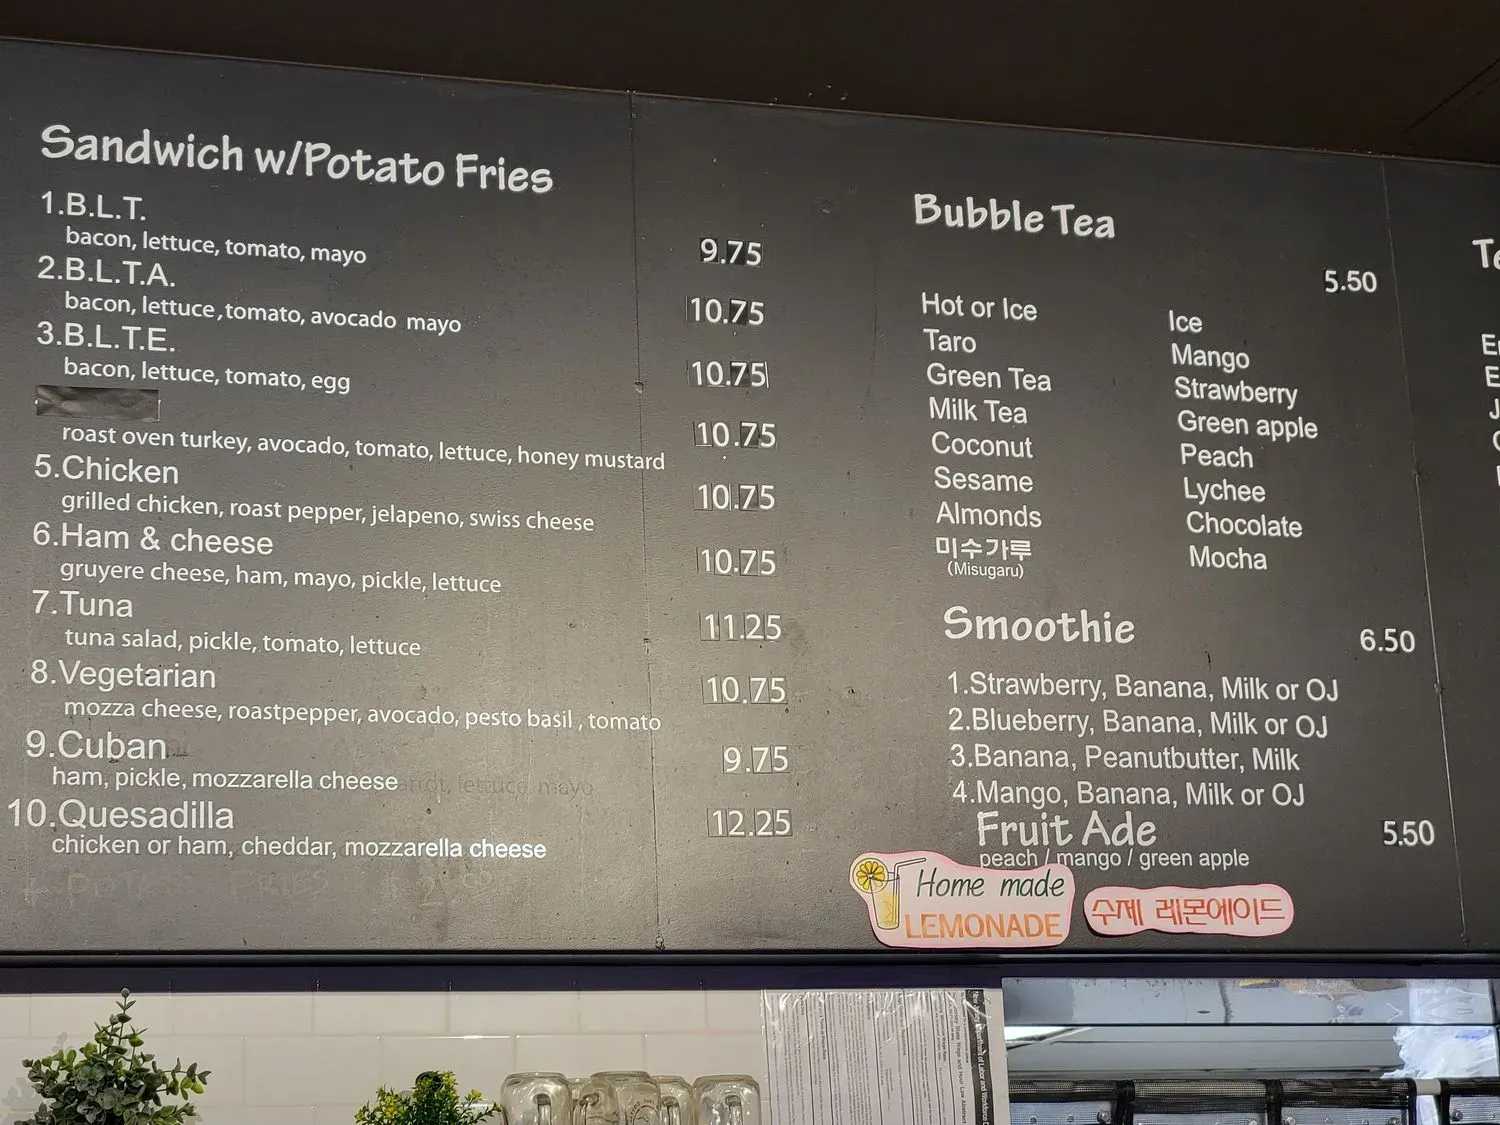 Sandwich w/Potato Fries
1.B.L.T.
bacon, lettuce, tomato, mayo
9.75
2.B.L.T.A.
bacon, lettuce, tomato, avocado mayo
10.75
3.B.L.T.E.
bacon, lettuce, tomato, egg
10.75
roast oven turkey, avocado, tomato, lettuce, honey mustard
10.75
5.Chicken
grilled chicken, roast pepper, jelapeno, swiss cheese
10.75
6.Ham & cheese
gruyere cheese, ham, mayo, pickle, lettuce
10.75
7.Tuna
tuna salad, pickle, tomato, lettuce
11.25
8.Vegetarian
mozza cheese, roastpepper, avocado, pesto basil , tomato
10.75
9.Cuban
ham, pickle, mozzarella cheese
lettuce, mayo
9.75
10.Quesadilla
chicken or ham, cheddar, mozzarella cheese
12.25
Bubble Tea
5.50
Hot or Ice
Taro
Green Tea
Milk Tea
Coconut
Sesame
Almonds
미수가루
(Misugaru)
Ice
Mango
Strawberry
Green apple
Peach
Lychee
Chocolate
Mocha
Smoothie
6.50
1.Strawberry, Banana, Milk or OJ
2.Blueberry, Banana, Milk or OJ
3.Banana, Peanutbutter, Milk
4.Mango, Banana, Milk or OJ
Fruit Ade
5.50
peach / mango / green apple
Home made
LEMONADE
수제 레몬에이드